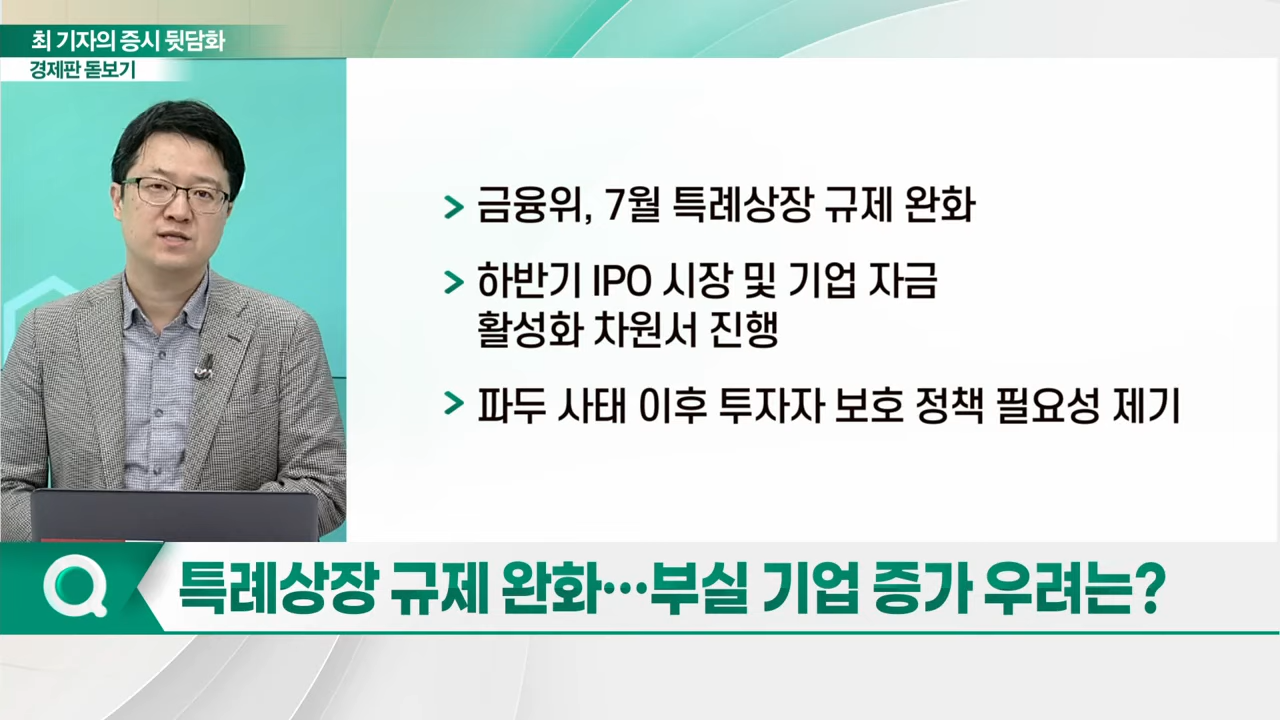 최 기자의 증시 뒷담화
경제판 돋보기
> 금융위, 7월 특례상장 규제 완화
> 하반기 IPO 시장 및 기업 자금
활성화 차원서 진행
> 파두 사태 이후 투자자 보호 정책 필요성 제기
특례상장 규제 완화…부실 기업 증가 우려는?